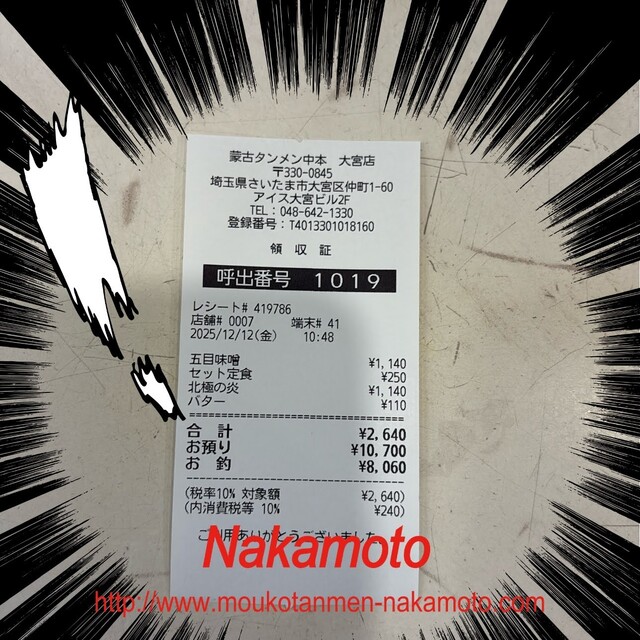 蒙古タンメン中本 大宮店
〒330-0845
埼玉県さいたま市大宮区仲町1-60
アイス大宮ビル2F
TEL:048-642-1330
登録番号:T4013301018160
領収証
呼出番号 1019
レシート# 419786
店舗# 0007 端末# 41
2025/12/12(金) 10:48
五目味噌 ¥1,140
セット定食 ¥250
北極の炎 ¥1,140
バター ¥110
合計 ¥2,640
お預り ¥10,700
お釣 ¥8,060
(税率10% 対象額 ¥2,640)
(内消費税等 10% ¥240)
ご利用ありがとうございました
Nakamoto
http://www.moukotanmen-nakamoto.com